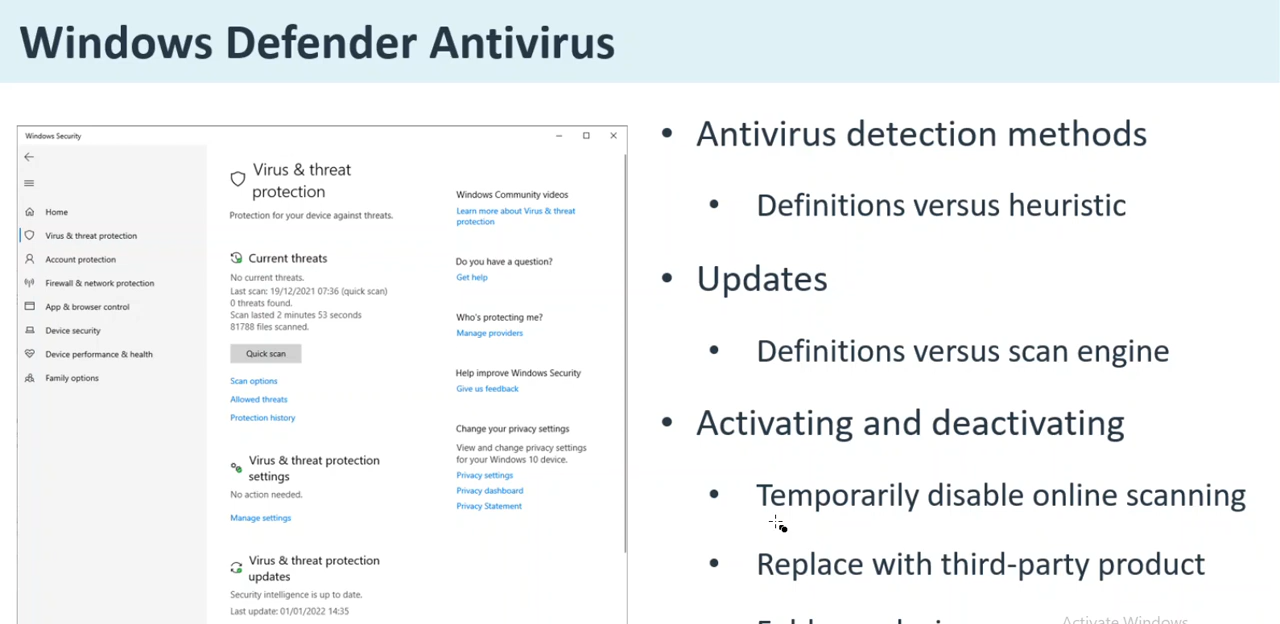 Windows Defender Antivirus
Windows Security
Home
Virus & threat protection
Account protection
Firewall & network protection
App & browser control
Device security
Device performance & health
Family options
Virus & threat
protection
Protection for your device against threats.
Current threats
No current threats.
Last scan: 19/12/2021 07:36 (quick scan)
0 threats found.
Scan lasted 2 minutes 53 seconds
81788 files scanned.
Quick scan
Scan options
Allowed threats
Protection history
Virus & threat protection
settings
No action needed.
Manage settings
Virus & threat protection
updates
Security intelligence is up to date.
Last update: 01/01/2022 14:35
Windows Community videos
Learn more about Virus & threat
protection
Do you have a question?
Get help
Who's protecting me?
Manage providers
Help improve Windows Security
Give us feedback
Change your privacy settings
View and change privacy settings
for your Windows 10 device.
Privacy settings
Privacy dashboard
Privacy Statement
• Antivirus detection methods
• Definitions versus heuristic
• Updates
• Definitions versus scan engine
• Activating and deactivating
• Temporarily disable online scanning
• Replace with third-party product
Activate Windows